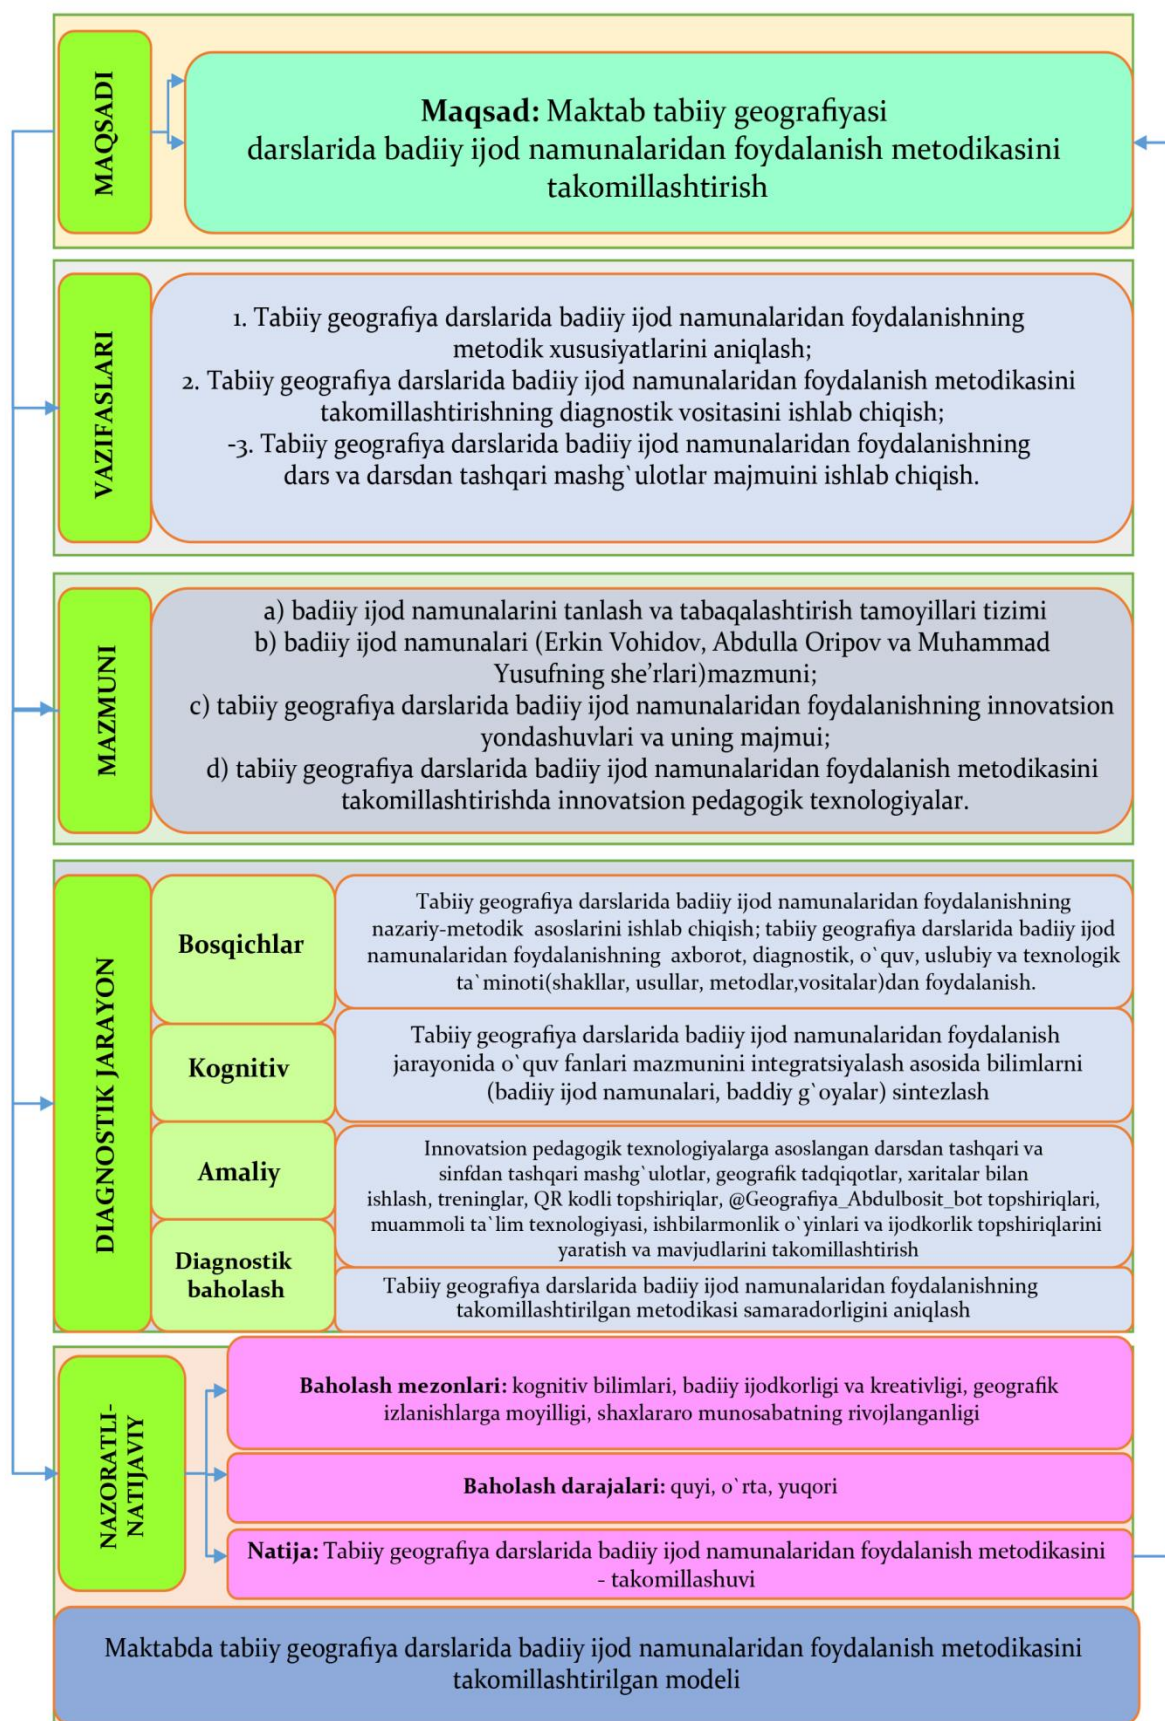 MAQSADI
Maqsad: Maktab tabiiy geografiyasi
darslarida badiiy ijod namunalaridan foydalanish metodikasini
takomillashtirish
VAZIFASLARI
1. Tabiiy geografiya darslarida badiiy ijod namunalaridan foydalanishning
metodik xususiyatlarini aniqlash;
2. Tabiiy geografiya darslarida badiiy ijod namunalaridan foydalanish metodikasini
takomillashtirishning diagnostik vositasini ishlab chiqish;
-3. Tabiiy geografiya darslarida badiiy ijod namunalaridan foydalanishning
dars va darsdan tashqari mashg`ulotlar majmuini ishlab chiqish.
MAZMUNI
a) badiiy ijod namunalarini tanlash va tabaqalashtirish tamoyillari tizimi
b) badiiy ijod namunalari (Erkin Vohidov, Abdulla Oripov va Muhammad
Yusufning she’rlari)mazmuni;
c) tabiiy geografiya darslarida badiiy ijod namunalaridan foydalanishning innovatsion
yondashuvlari va uning majmui;
d) tabiiy geografiya darslarida badiiy ijod namunalaridan foydalanish metodikasini
takomillashtirishda innovatsion pedagogik texnologiyalar.
DIAGNOSTIK JARAYON
Bosqichlar
Tabiiy geografiya darslarida badiiy ijod namunalaridan foydalanishning
nazariy-metodik asoslarini ishlab chiqish; tabiiy geografiya darslarida badiiy ijod
namunalaridan foydalanishning axborot, diagnostik, o`quv, uslubiy va texnologik
ta`minoti(shakllar, usullar, metodlar,vositalar)dan foydalanish.
Kognitiv
Tabiiy geografiya darslarida badiiy ijod namunalaridan foydalanish
jarayonida o`quv fanlari mazmunini integratsiyalash asosida bilimlarni
(badiiy ijod namunalari, baddiy g`oyalar) sintezlash
Amaliy
Innovatsion pedagogik texnologiyalarga asoslangan darsdan tashqari va
sinfdan tashqari mashg`ulotlar, geografik tadqiqotlar, xaritalar bilan
ishlash, treninglar, QR kodli topshiriqlar, @Geografiya_Abdulbosit_bot topshiriqlari,
muammoli ta`lim texnologiyasi, ishbilarmonlik o`yinlari va ijodkorlik topshiriqlarini
yaratish va mavjudlarini takomillashtirish
Diagnostik
baholash
Tabiiy geografiya darslarida badiiy ijod namunalaridan foydalanishning
takomillashtirilgan metodikasi samaradorligini aniqlash
NAZORATLI-
NATIJAVIY
Baholash mezonlari: kognitiv bilimlari, badiiy ijodkorligi va kreativligi, geografik
izlanishlarga moyilligi, shaxlararo munosabatning rivojlanganligi
Baholash darajalari: quyi, o`rta, yuqori
Natija: Tabiiy geografiya darslarida badiiy ijod namunalaridan foydalanish metodikasini
- takomillashuvi
Maktabda tabiiy geografiya darslarida badiiy ijod namunalaridan foydalanish metodikasini
takomillashtirilgan modeli